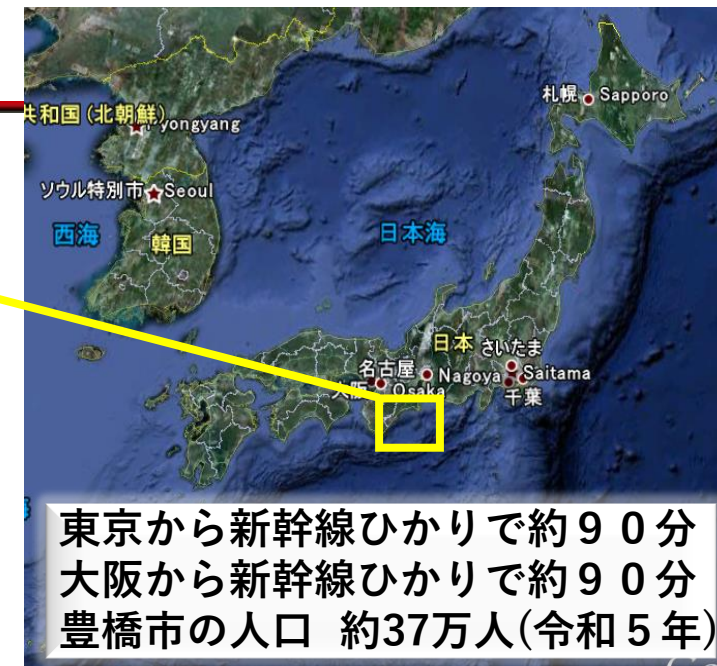 札幌 Sapporo
共和国 (北朝鮮) yongyang
ソウル特別市 Seoul
西海
韓国
日本海
日本
さいたま
名古屋 Nagoya Saitama
大阪 Osaka
千葉
東京から新幹線ひかりで約９０分
大阪から新幹線ひかりで約９０分
豊橋市の人口 約37万人(令和５年)